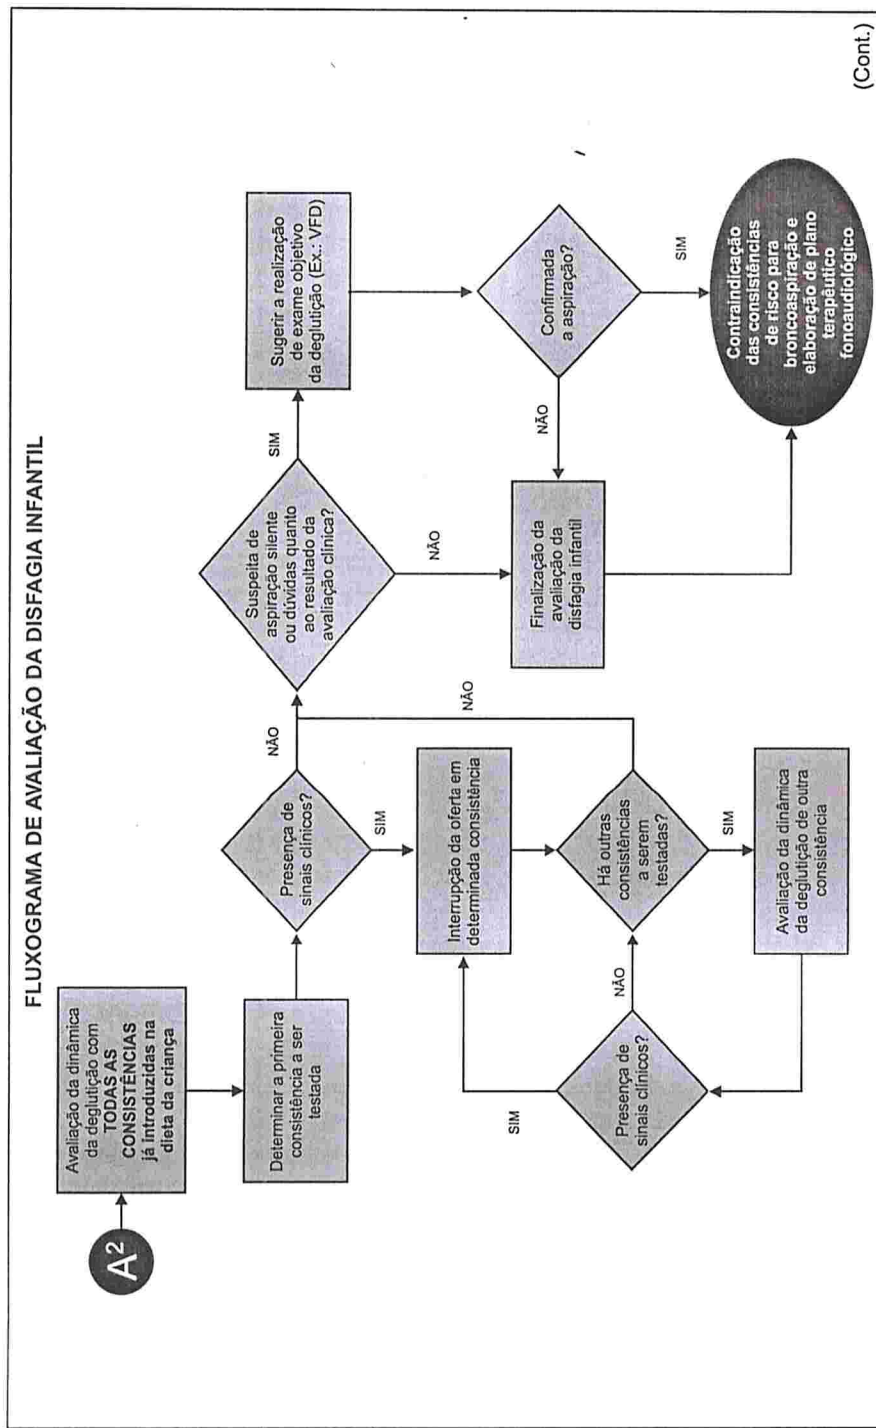 FLUXOGRAMA DE AVALIAÇÃO DA DISFAGIA INFANTIL
A²
Avaliação da dinâmica
da deglutição com
TODAS AS
CONSISTÊNCIAS
já introduzidas na
dieta da criança
Determinar a primeira
consistência a ser
testada
Presença de
sinais clínicos?
NÃO
SIM
Interrupção da oferta em
determinada consistência
Há outras
consistências
a serem
testadas?
NÃO
SIM
Avaliação da dinâmica
da deglutição de outra
consistência
Presença de
sinais clínicos?
NÃO
SIM
Suspeita de
aspiração silente
ou dúvidas quanto
ao resultado da
avaliação clínica?
SIM
NÃO
Sugerir a realização
de exame objetivo
da deglutição (Ex.: VFD)
Confirmada
a aspiração?
NÃO
SIM
Finalização da
avaliação da
disfagia infantil
Contraindicação
das consistências
de risco para
broncoaspiração e
elaboração de plano
terapêutico
fonoaudiológico
(Cont.)